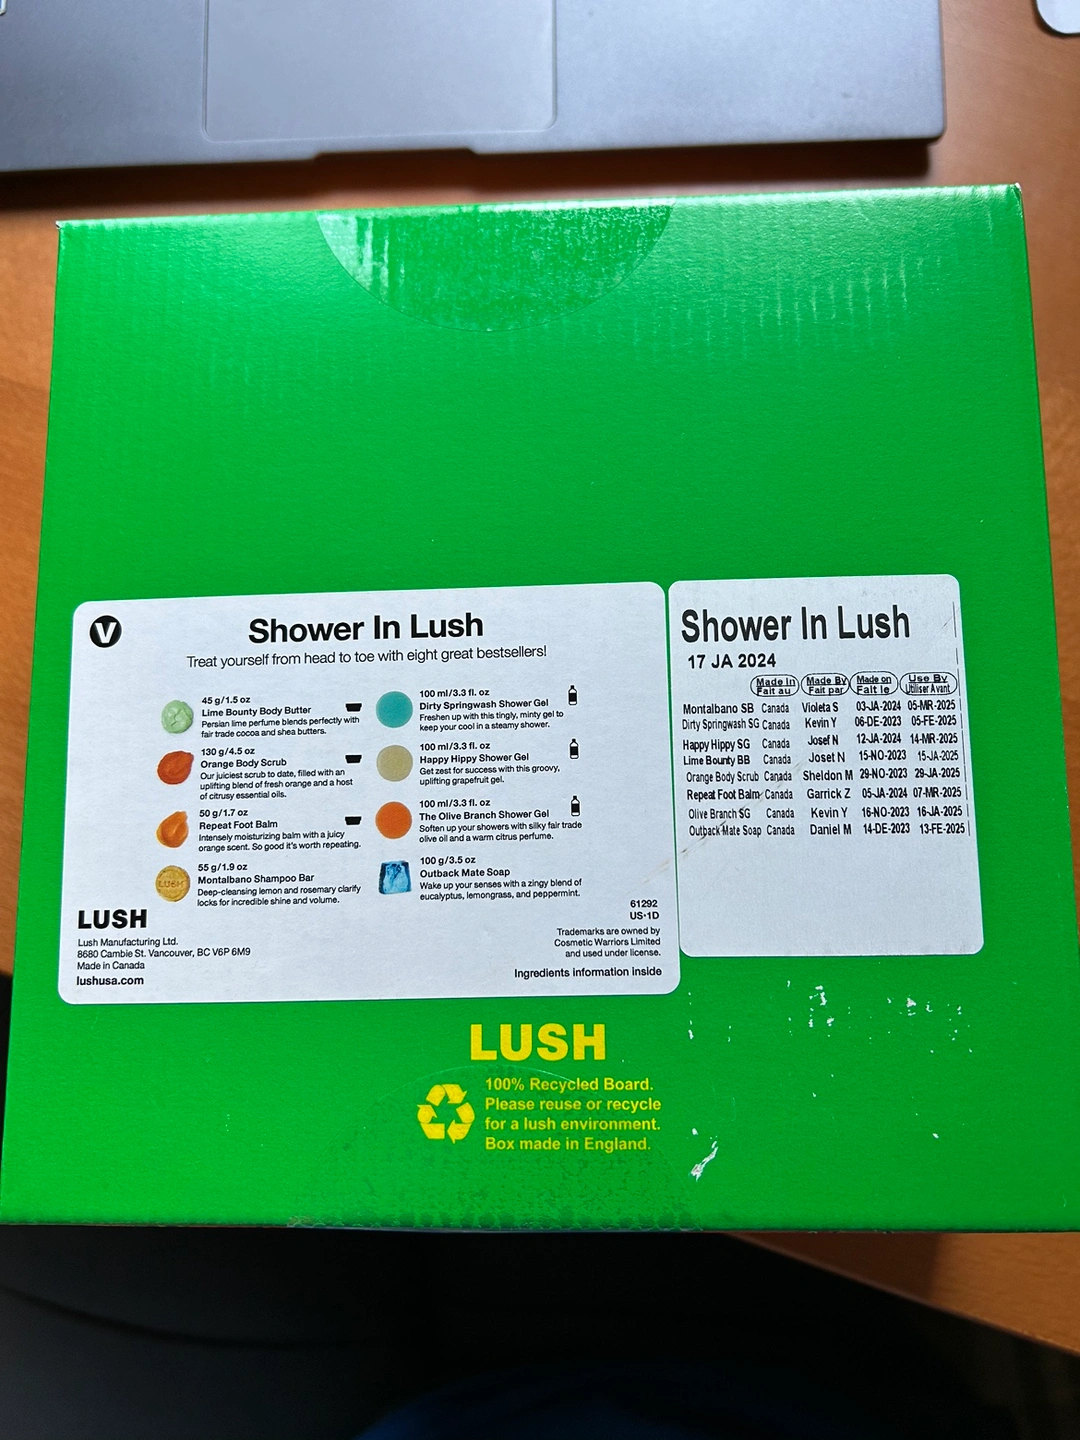 V
Shower In Lush
Treat yourself from head to toe with eight great bestsellers!
45 g/1.5 oz
Lime Bounty Body Butter
Persian lime perfume blends perfectly with
fair trade cocoa and shea butters.
130 g/4.5 oz
Orange Body Scrub
Our juiciest scrub to date, filled with an
uplifting blend of fresh orange and a host
of citrusy essential oils.
50 g/1.7 oz
Repeat Foot Balm
Intensely moisturizing balm with a juicy
orange scent. So good it's worth repeating.
LUSH
55 g/1.9 oz
Montalbano Shampoo Bar
Deep-cleansing lemon and rosemary clarify
locks for incredible shine and volume.
100 ml/3.3 fl. oz
Dirty Springwash Shower Gel
Freshen up with this tingly, minty gel to
keep your cool in a steamy shower.
100 ml/3.3 fl. oz
Happy Hippy Shower Gel
Get zest for success with this groovy,
uplifting grapefruit gel.
100 ml/3.3 fl. oz
The Olive Branch Shower Gel
Soften up your showers with silky fair trade
olive oil and a warm citrus perfume.
100 g/3.5 oz
Outback Mate Soap
Wake up your senses with a zingy blend of
eucalyptus, lemongrass, and peppermint.
LUSH
Lush Manufacturing Ltd.
8680 Cambie St. Vancouver, BC V6P 6M9
Made in Canada
lushusa.com
61292
US·1D
Trademarks are owned by
Cosmetic Warriors Limited
and used under license.
Ingredients information inside
Shower In Lush
17 JA 2024
Made In Made By Made on Use By
Fait au Fait par Fait le Utiliser Avant
Montalbano SB Canada Violeta S 03-JA-2024 05-MR-2025
Dirty Springwash SG Canada Kevin Y 06-DE-2023 05-FE-2025
Happy Hippy SG Canada Josef N 12-JA-2024 14-MR-2025
Lime Bounty BB Canada Joset N 15-NO-2023 15-JA-2025
Orange Body Scrub Canada Sheldon M 29-NO-2023 29-JA-2025
Repeat Foot Balm Canada Garrick Z 05-JA-2024 07-MR-2025
Olive Branch SG Canada Kevin Y 16-NO-2023 16-JA-2025
Outback Mate Soap Canada Daniel M 14-DE-2023 13-FE-2025
LUSH
100% Recycled Board.
Please reuse or recycle
for a lush environment.
Box made in England.